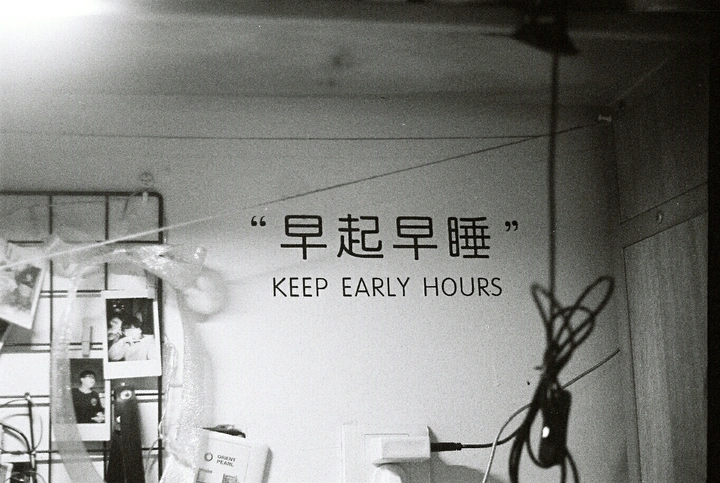 “早起早睡”
KEEP EARLY HOURS
ORIENT
PEARL